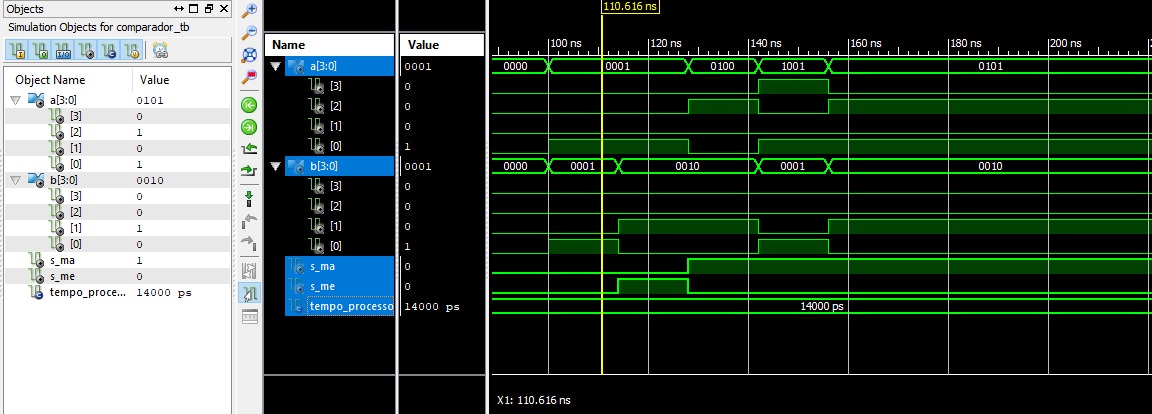 Objects
Simulation Objects for comparador_tb
Object Name Value
a[3:0] 0101
[3] 0
[2] 1
[1] 0
[0] 1
b[3:0] 0010
[3] 0
[2] 0
[1] 1
[0] 0
s_ma 1
s_me 0
tempo_proce... 14000 ps
Name Value
a[3:0] 0001
[3] 0
[2] 0
[1] 0
[0] 1
b[3:0] 0001
[3] 0
[2] 0
[1] 0
[0] 1
s_ma 0
s_me 0
tempo_processo 14000 ps
110.616 ns
100 ns 120 ns 140 ns 160 ns 180 ns 200 ns
0000 0001 0100 1001 0101
0000 0001 0010 0001 0010
14000 ps
X1: 110.616 ns